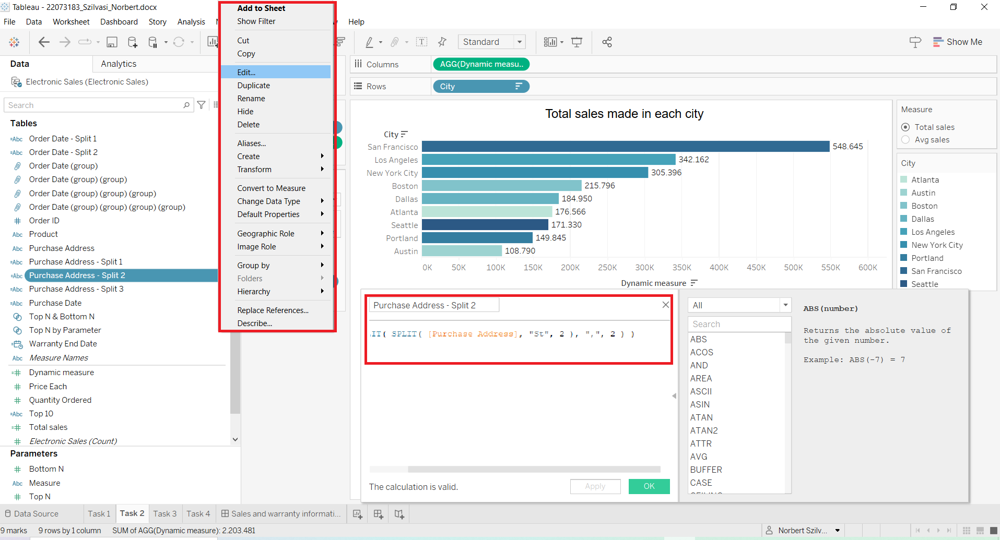 Tableau - 22073183_Szilvasi_Norbert.docx
File Data Worksheet Dashboard Story Analysis Help
Standard
Show Me
Add to Sheet
Show Filter
Cut
Copy
Edit...
Duplicate
Rename
Hide
Delete
Aliases...
Create
Transform
Convert to Measure
Change Data Type
Default Properties
Geographic Role
Image Role
Group by
Folders
Hierarchy
Replace References...
Describe...
Data Analytics
Electronic Sales (Electronic Sales)
Search
Tables
Abc Order Date - Split 1
Abc Order Date - Split 2
Order Date (group)
Order Date (group) (group)
Order Date (group) (group) (group)
Order Date (group) (group) (group) (group)
Order ID
Abc Product
Abc Purchase Address
Abc Purchase Address - Split 1
Abc Purchase Address - Split 2
Abc Purchase Address - Split 3
Abc Purchase Date
Top N & Bottom N
Top N by Parameter
Warranty End Date
Abc Measure Names
Dynamic measure
Price Each
Quantity Ordered
Abc Top 10
Total sales
Electronic Sales (Count)
Parameters
Bottom N
Abc Measure
Top N
Columns AGG(Dynamic measu..
Rows City
Total sales made in each city
City
San Francisco 548.645
Los Angeles 342.162
New York City 305.396
Boston 215.796
Dallas 184.950
Atlanta 176.566
Seattle 171.330
Portland 149.845
Austin 108.790
0K 50K 100K 150K 200K 250K 300K 350K 400K 450K 500K 550K 600K
Dynamic measure
Measure
Total sales
Avg sales
City
Atlanta
Austin
Boston
Dallas
Los Angeles
New York City
Portland
San Francisco
Seattle
Purchase Address - Split 2
IT( SPLIT( [Purchase Address], "St", 2 ), ",", 2 ) )
The calculation is valid.
Apply OK
All
Search
ABS
ACOS
AND
AREA
ASCII
ASIN
ATAN
ATAN2
ATTR
AVG
BUFFER
CASE
CEILING
ABS(number)
Returns the absolute value of
the given number.
Example: ABS(-7) = 7
Data Source Task 1 Task 2 Task 3 Task 4 Sales and warranty informati...
9 marks 9 rows by 1 column SUM of AGG(Dynamic measure): 2.203.481
Norbert Szilv...